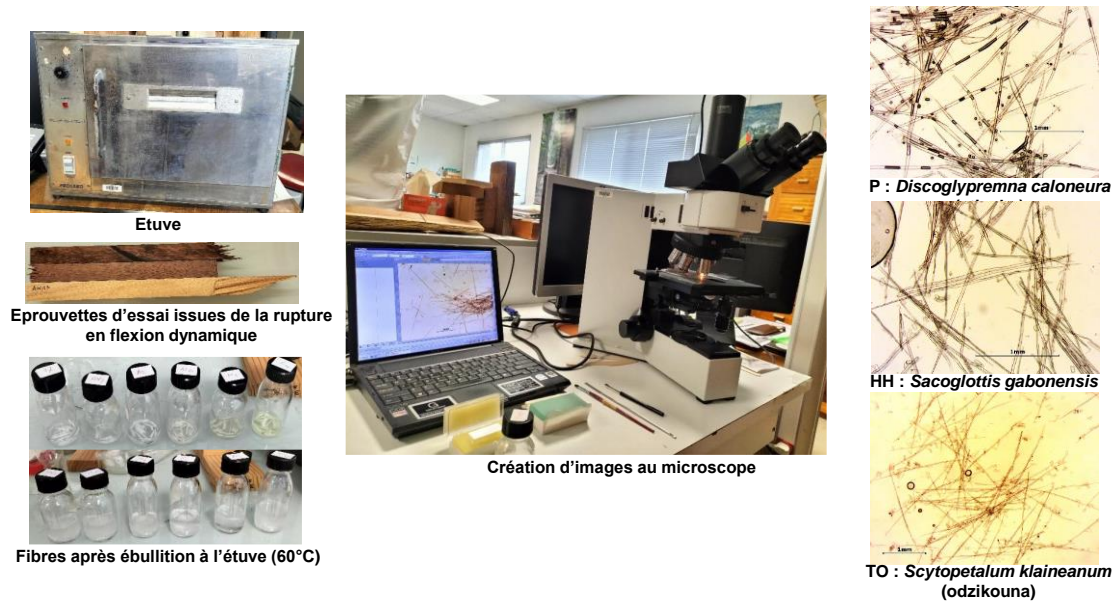 Etuve
Eprouvettes d'essai issues de la rupture
en flexion dynamique
Fibres après ébullition à l'étuve (60°C)
Création d'images au microscope
1mm
P : Discoglypremna caloneura
1mm
HH : Sacoglottis gabonensis
1mm
TO : Scytopetalum klaineanum
(odzikouna)